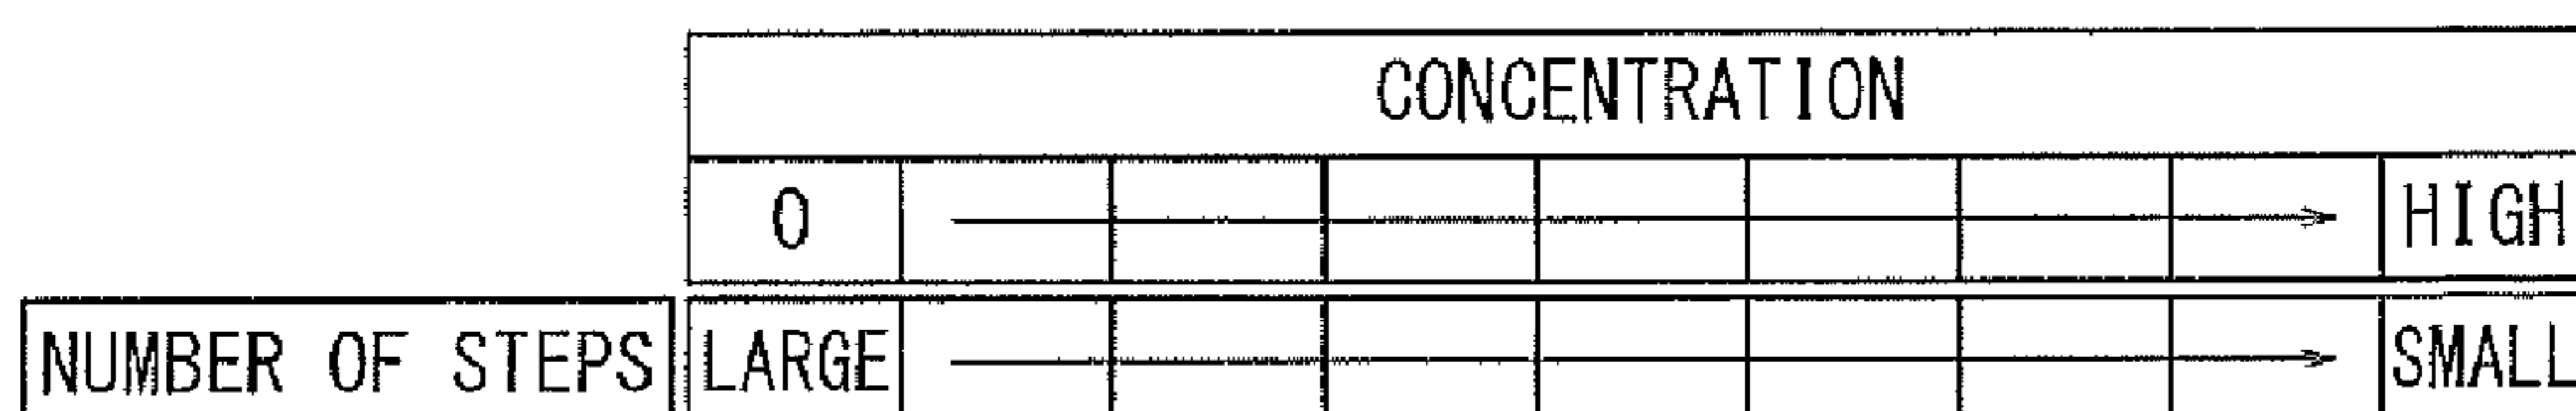 CONCENTRATION
0 HIGH
NUMBER OF STEPS LARGE SMALL